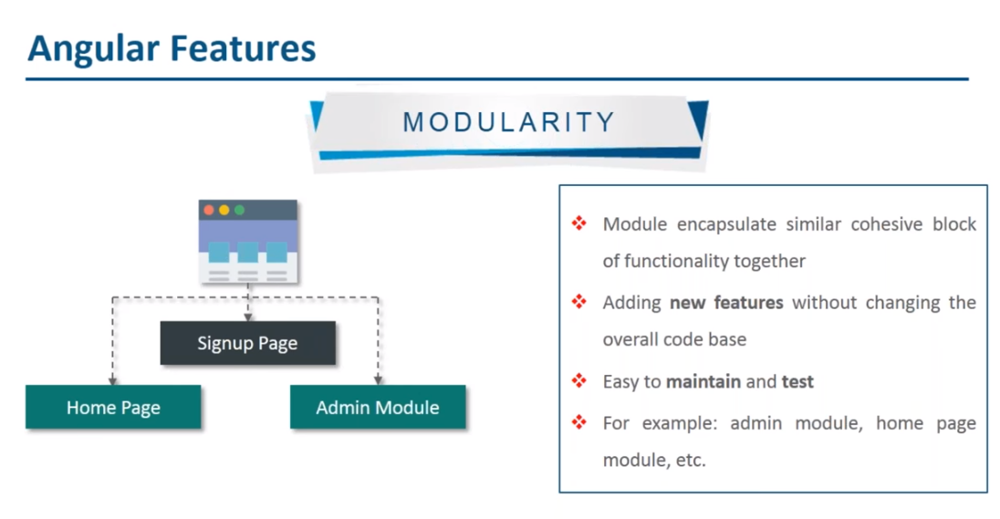 Angular Features
MODULARITY
Signup Page
Home Page
Admin Module
Module encapsulate similar cohesive block
of functionality together
Adding new features without changing the
overall code base
Easy to maintain and test
For example: admin module, home page
module, etc.